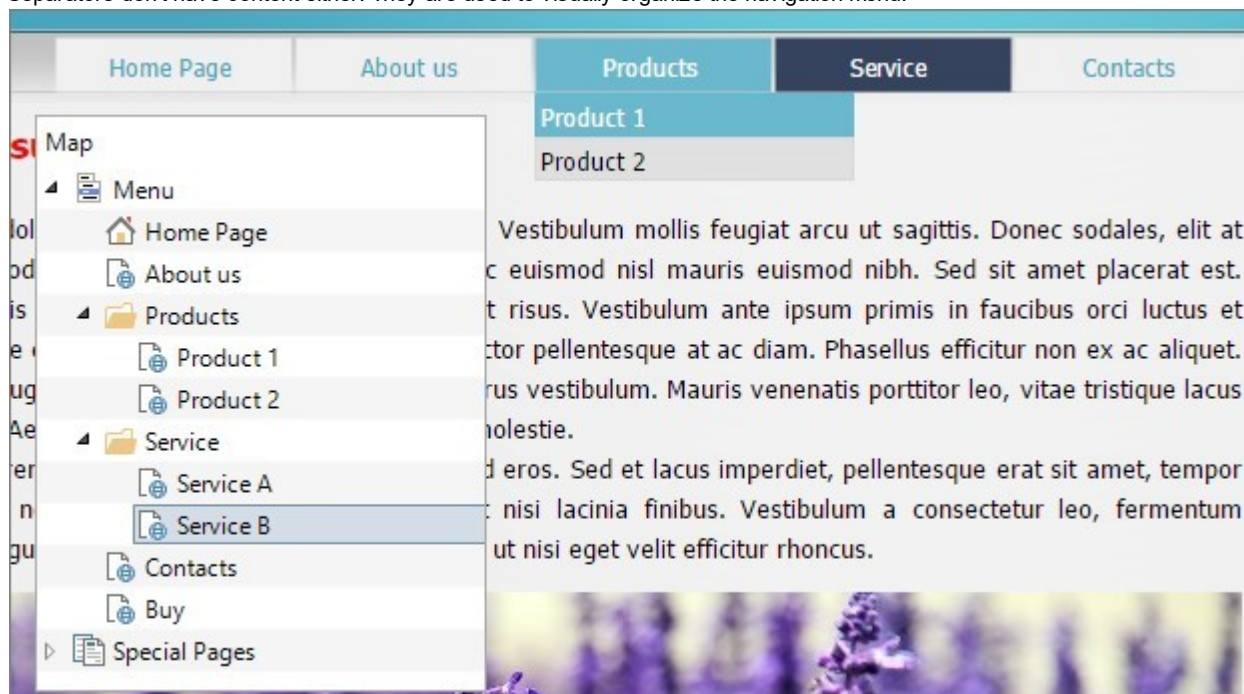 separators don't have content either. They are used to visually organize the navigation menu.
Home Page About us Products Service Contacts
Product 1
Product 2
Map
Menu
Home Page
About us
Products
Product 1
Product 2
Service
Service A
Service B
Contacts
Buy
Special Pages
Vestibulum mollis feugiat arcu ut sagittis. Donec sodales, elit at
euismod nisl mauris euismod nibh. Sed sit amet placerat est.
risus. Vestibulum ante ipsum primis in faucibus orci luctus et
pellentesque at ac diam. Phasellus efficitur non ex ac aliquet.
vestibulum. Mauris venenatis porttitor leo, vitae tristique lacus
eros. Sed et lacus imperdiet, pellentesque erat sit amet, tempor
nisi lacinia finibus. Vestibulum a consectetur leo, fermentum
ut nisi eget velit efficitur rhoncus.